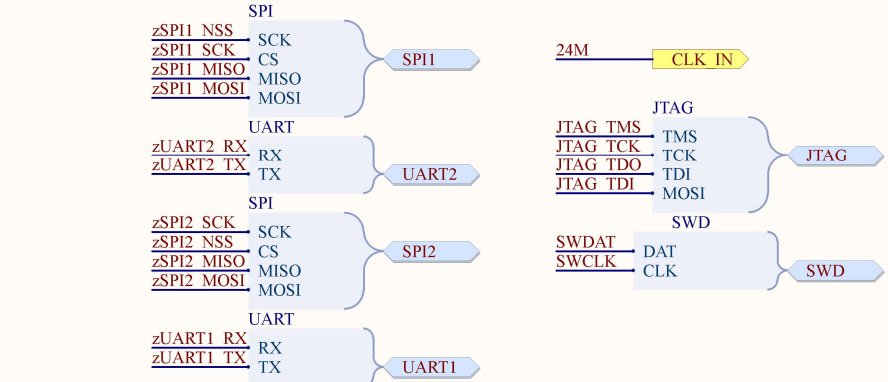 SPI
zSPI1_NSS SCK
zSPI1_SCK CS SPI1
zSPI1_MISO MISO
zSPI1_MOSI MOSI
UART
zUART2_RX RX
zUART2_TX TX UART2
SPI
zSPI2_SCK SCK
zSPI2_NSS CS SPI2
zSPI2_MISO MISO
zSPI2_MOSI MOSI
UART
zUART1_RX RX
zUART1_TX TX UART1
24M CLK_IN
JTAG
JTAG_TMS TMS
JTAG_TCK TCK JTAG
JTAG_TDO TDI
JTAG_TDI MOSI
SWD
SWDAT DAT
SWCLK CLK SWD